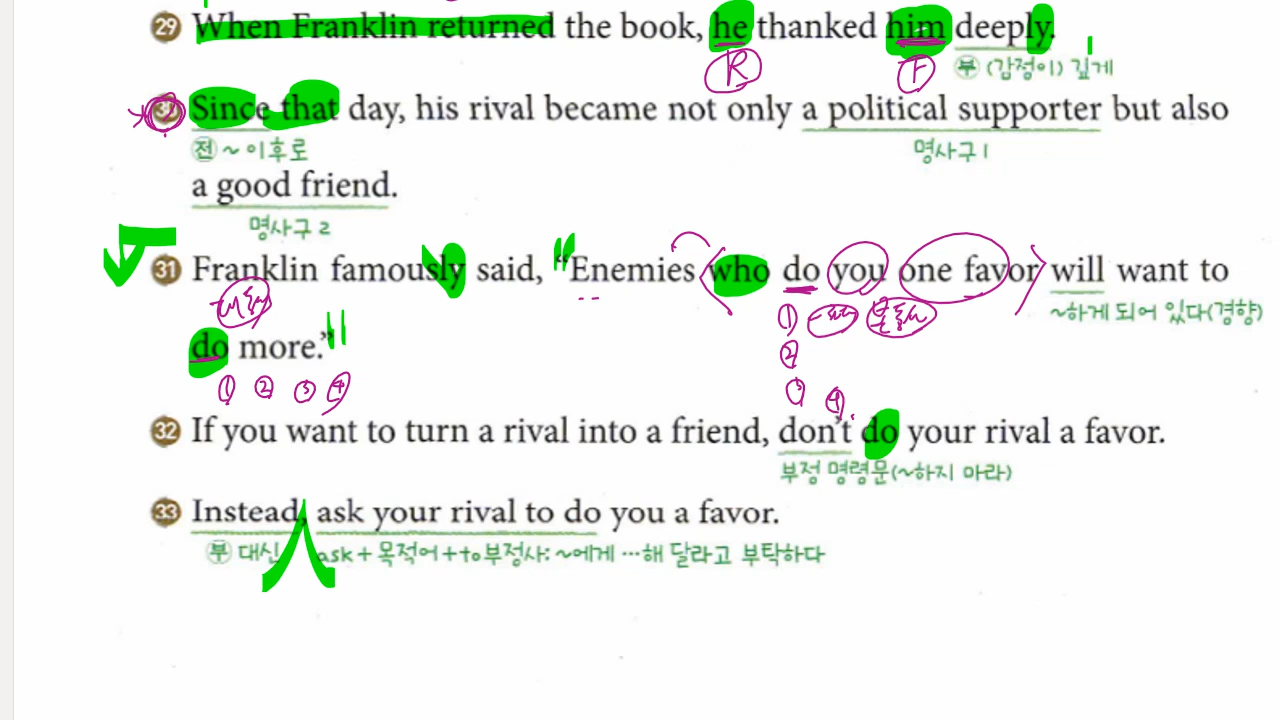 29 When Franklin returned the book, he thanked him deeply.
R F 부 (감정이) 깊게
Since that day, his rival became not only a political supporter but also
전 ~이후로 명사구 1
a good friend.
명사구 2
31 Franklin famously said, “Enemies who do you one favor will want to
~하게 되어 있다(경향)
①
do more.”
②
① ② ③ ④
③ ④
32 If you want to turn a rival into a friend, don't do your rival a favor.
부정 명령문(~하지 마라)
33 Instead, ask your rival to do you a favor.
부 대신 ask+목적어+to부정사: ~에게 …해 달라고 부탁하다